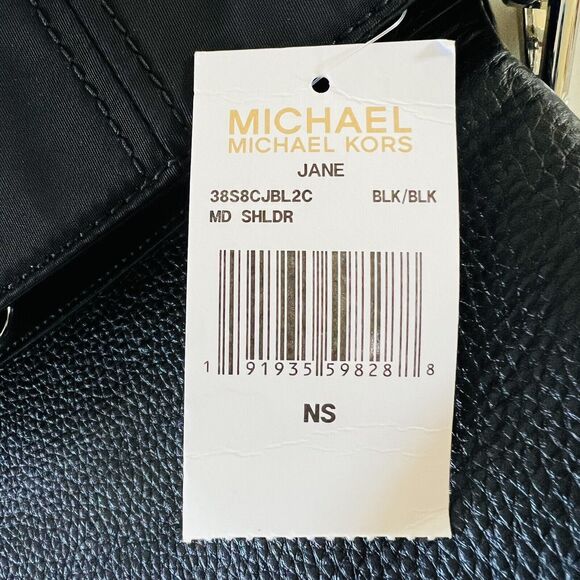 MICHAEL
MICHAEL KORS
JANE
38S8CJBL2C BLK/BLK
MD SHLDR
1 91935 59828 8
NS